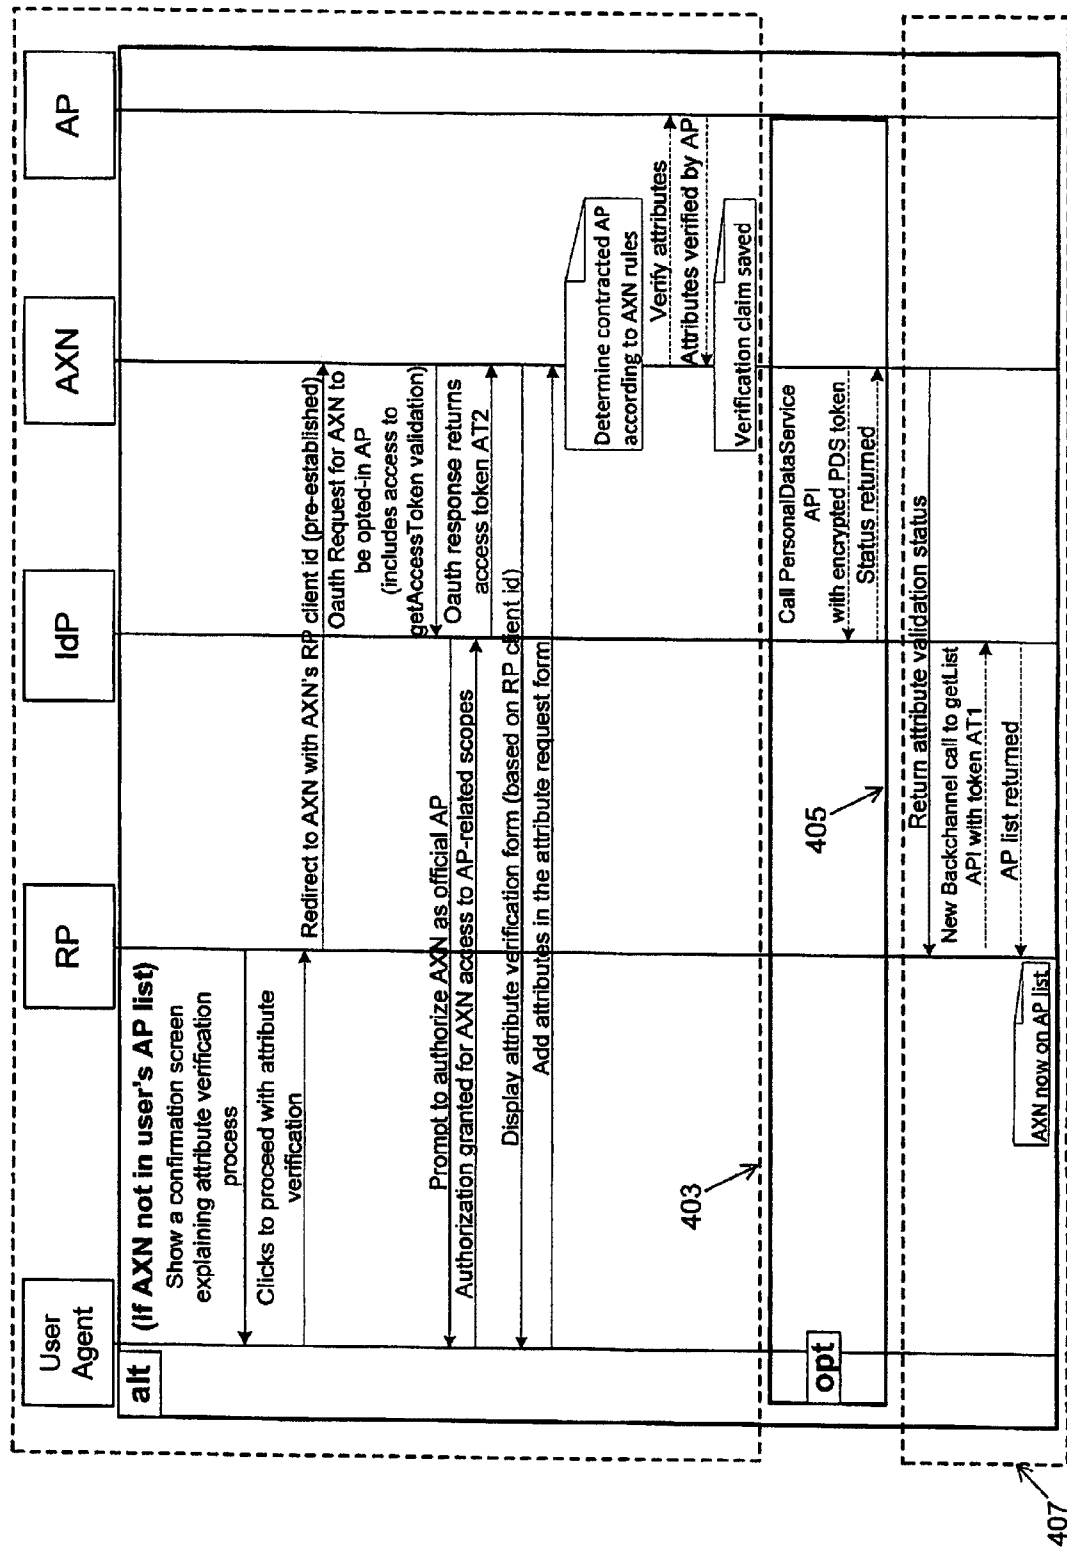 User
Agent
RP
IdP
AXN
AP
alt
(If AXN not in user's AP list)
Show a confirmation screen
explaining attribute verification
process
Clicks to proceed with attribute
verification
Redirect to AXN with AXN's RP client id (pre-established)
Oauth Request for AXN to
be opted-in AP
(includes access to
getAccessToken validation)
Prompt to authorize AXN as official AP
Oauth response returns
access token AT2
Authorization granted for AXN access to AP-related scopes
Display attribute verification form (based on RP client id)
Add attributes in the attribute request form
Determine contracted AP
according to AXN rules
Verify attributes
Attributes verified by AP
Verification claim saved
403
opt
Call PersonalDataService
API
with encrypted PDS token
Status returned
405
Return attribute validation status
New Backchannel call to getList
API with token AT1
AP list returned
AXN now on AP list
407